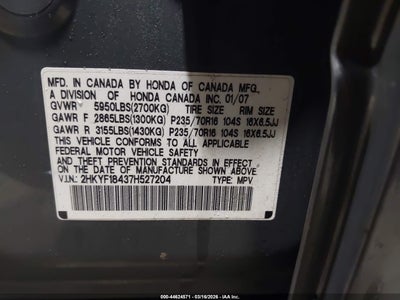 MFD. IN CANADA BY HONDA OF CANADA MFG.,
A DIVISION OF HONDA CANADA INC. 01/07
GVWR 5950LBS(2700KG) TIRE SIZE RIM SIZE
GAWR F 2865LBS(1300KG) P235/70R16 104S 16X6.5JJ
GAWR R 3155LBS(1430KG) P235/70R16 104S 16X6.5JJ
THIS VEHICLE CONFORMS TO ALL APPLICABLE
FEDERAL MOTOR VEHICLE SAFETY
AND THEFT PREVENTION STANDARDS IN EFFECT
ON THE DATE OF MANUFACTURE SHOWN ABOVE.
V.I.N.: 2HKYF18437H527204 TYPE: MPV
000-44624571 - 03/16/2026 - IAA Inc.